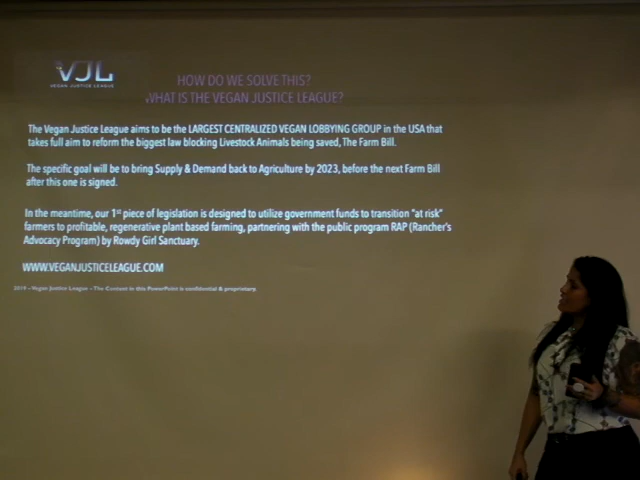 VJL
VEGAN JUSTICE LEAGUE
HOW DO WE SOLVE THIS?
WHAT IS THE VEGAN JUSTICE LEAGUE?
The Vegan Justice League aims to be the LARGEST CENTRALIZED VEGAN LOBBYING GROUP in the USA that
takes full aim to reform the biggest law blocking Livestock Animals being saved, The Farm Bill.
The specific goal will be to bring Supply & Demand back to Agriculture by 2023, before the next Farm Bill
after this one is signed.
In the meantime, our 1st piece of legislation is designed to utilize government funds to transition "at risk"
farmers to profitable, regenerative plant based farming, partnering with the public program RAP (Rancher's
Advocacy Program) by Rowdy Girl Sanctuary.
WWW.VEGANJUSTICELEAGUE.COM
2019 – Vegan Justice League – The Content in this PowerPoint is confidential & proprietary.